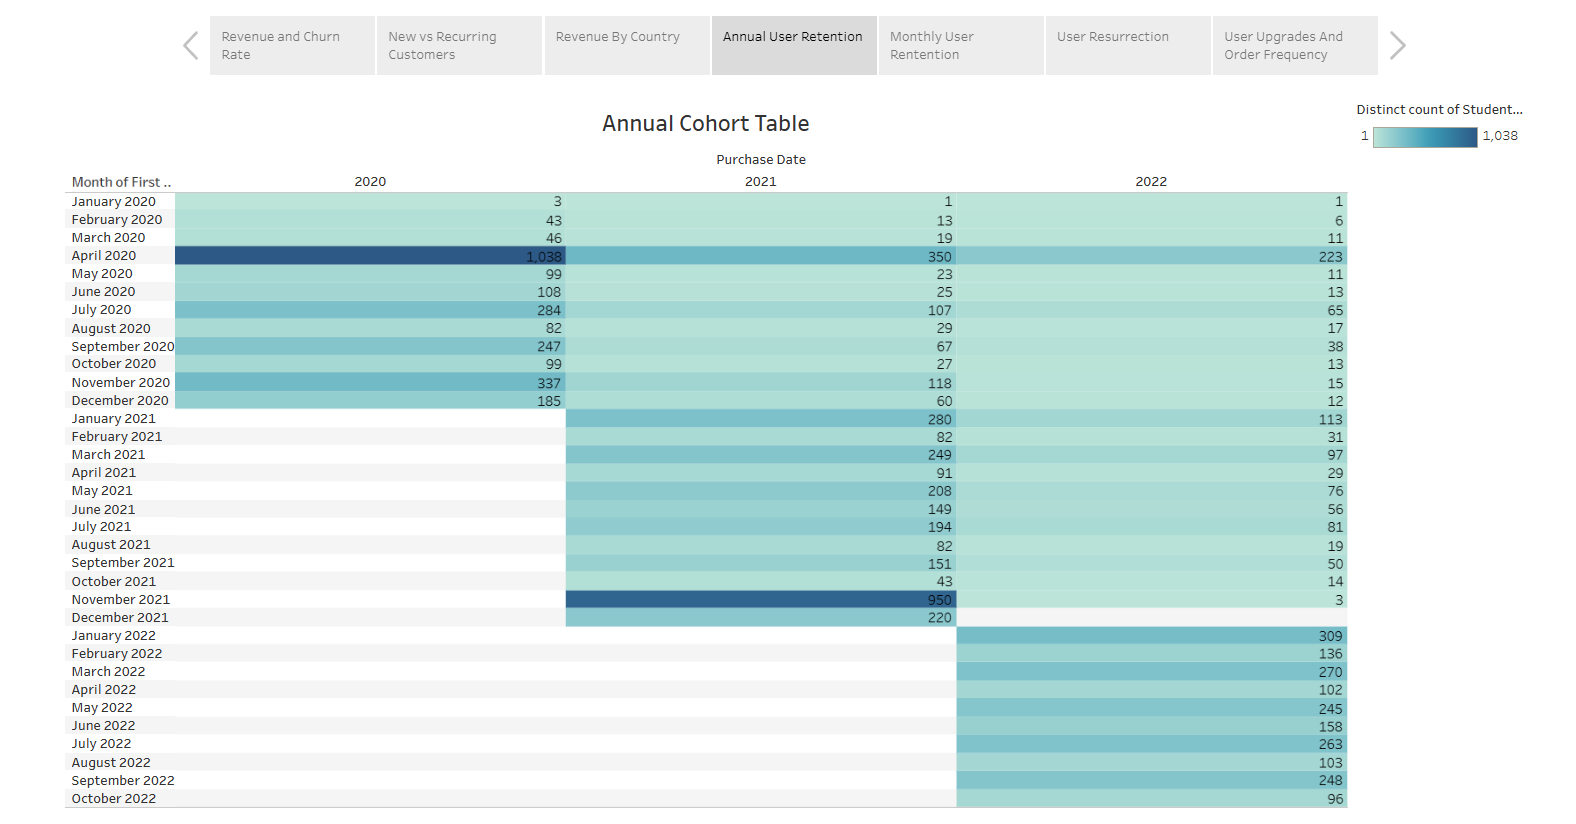 Revenue and Churn Rate
New vs Recurring Customers
Revenue By Country
Annual User Retention
Monthly User Rentention
User Resurrection
User Upgrades And Order Frequency
Distinct count of Student...
1 1,038
Annual Cohort Table
Purchase Date
Month of First .. 2020 2021 2022
January 2020 3 1 1
February 2020 43 13 6
March 2020 46 19 11
April 2020 1,038 350 223
May 2020 99 23 11
June 2020 108 25 13
July 2020 284 107 65
August 2020 82 29 17
September 2020 247 67 38
October 2020 99 27 13
November 2020 337 118 15
December 2020 185 60 12
January 2021 280 113
February 2021 82 31
March 2021 249 97
April 2021 91 29
May 2021 208 76
June 2021 149 56
July 2021 194 81
August 2021 82 19
September 2021 151 50
October 2021 43 14
November 2021 950 3
December 2021 220
January 2022 309
February 2022 136
March 2022 270
April 2022 102
May 2022 245
June 2022 158
July 2022 263
August 2022 103
September 2022 248
October 2022 96